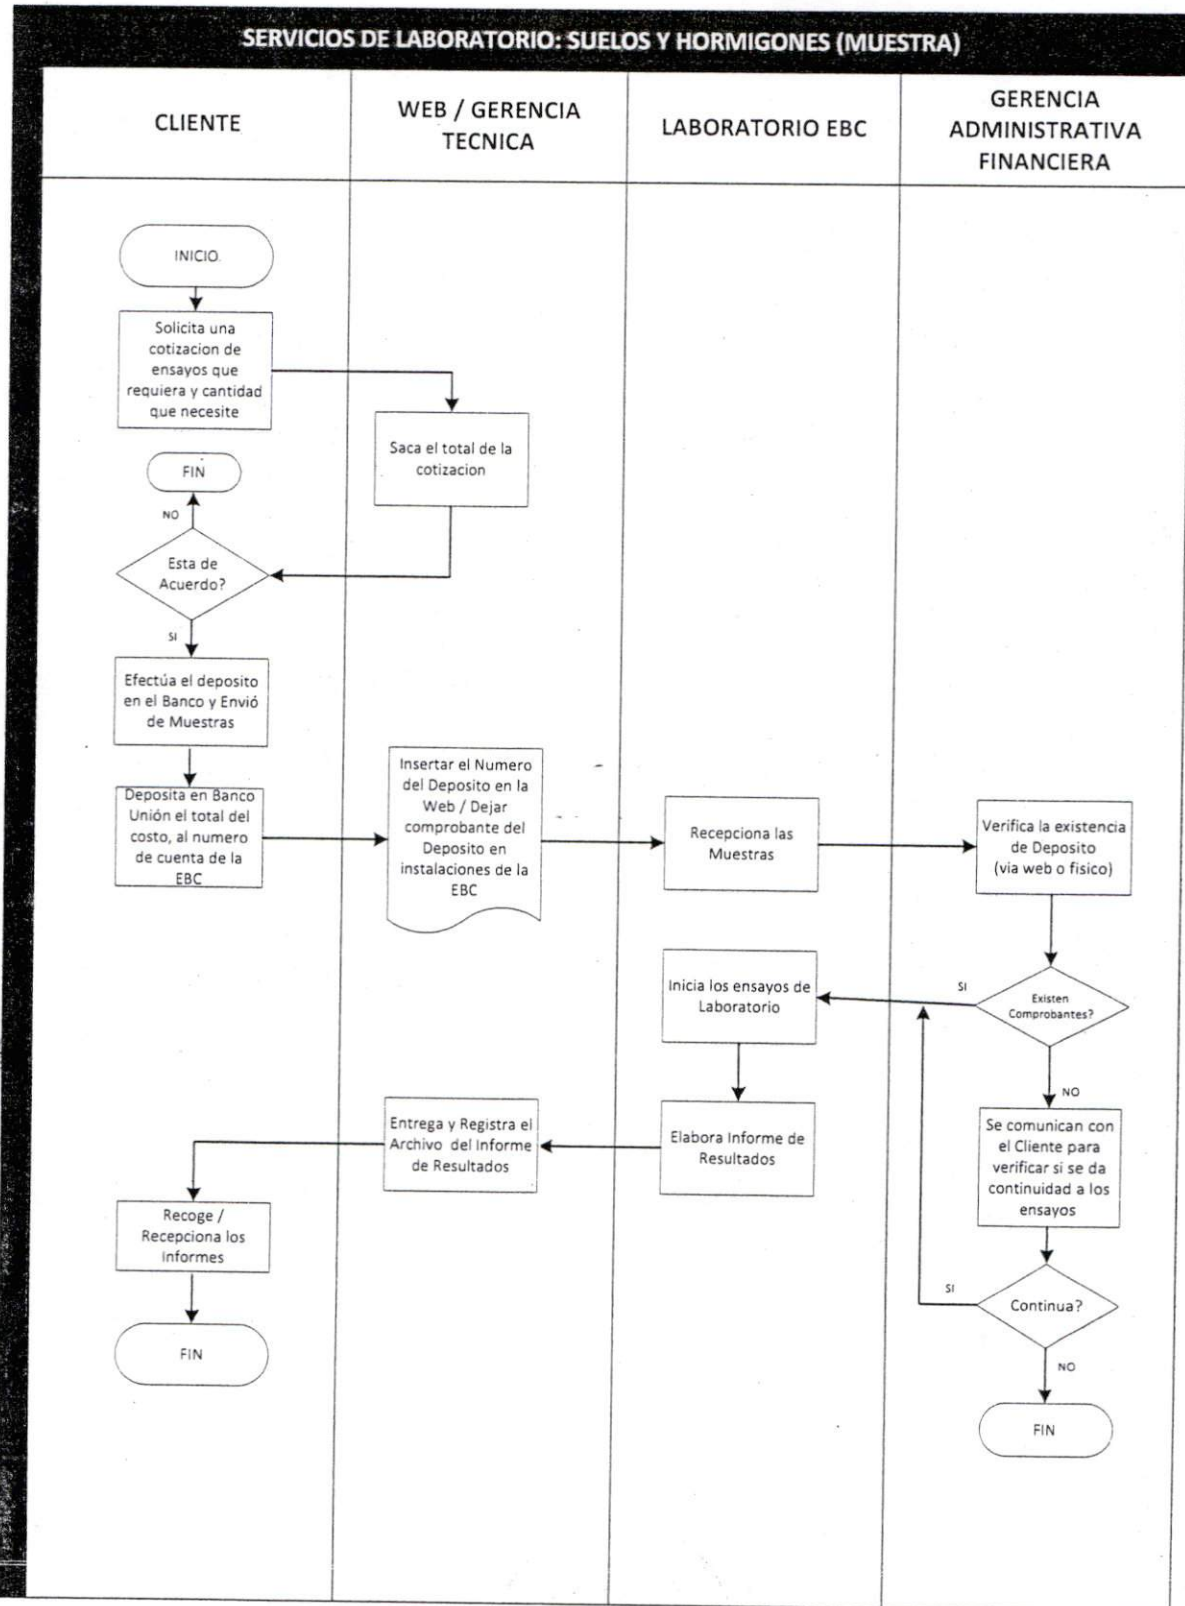 SERVICIOS DE LABORATORIO: SUELOS Y HORMIGONES (MUESTRA)
CLIENTE
WEB / GERENCIA
TECNICA
LABORATORIO EBC
GERENCIA
ADMINISTRATIVA
FINANCIERA
INICIO.
Solicita una
cotizacion de
ensayos que
requiera y cantidad
que necesite
Saca el total de la
cotizacion
FIN
NO
Esta de
Acuerdo?
SI
Efectúa el deposito
en el Banco y Envió
de Muestras
Deposita en Banco
Unión el total del
costo, al numero
de cuenta de la
EBC
Insertar el Numero
del Deposito en la
Web / Dejar
comprobante del
Deposito en
instalaciones de la
EBC
Recepciona las
Muestras
Verifica la existencia
de Deposito
(via web o fisico)
Existen
Comprobantes?
SI
Inicia los ensayos de
Laboratorio
NO
Se comunican con
el Cliente para
verificar si se da
continuidad a los
ensayos
Elabora Informe de
Resultados
Entrega y Registra el
Archivo del Informe
de Resultados
Recoge /
Recepciona los
Informes
FIN
SI
Continua?
NO
FIN